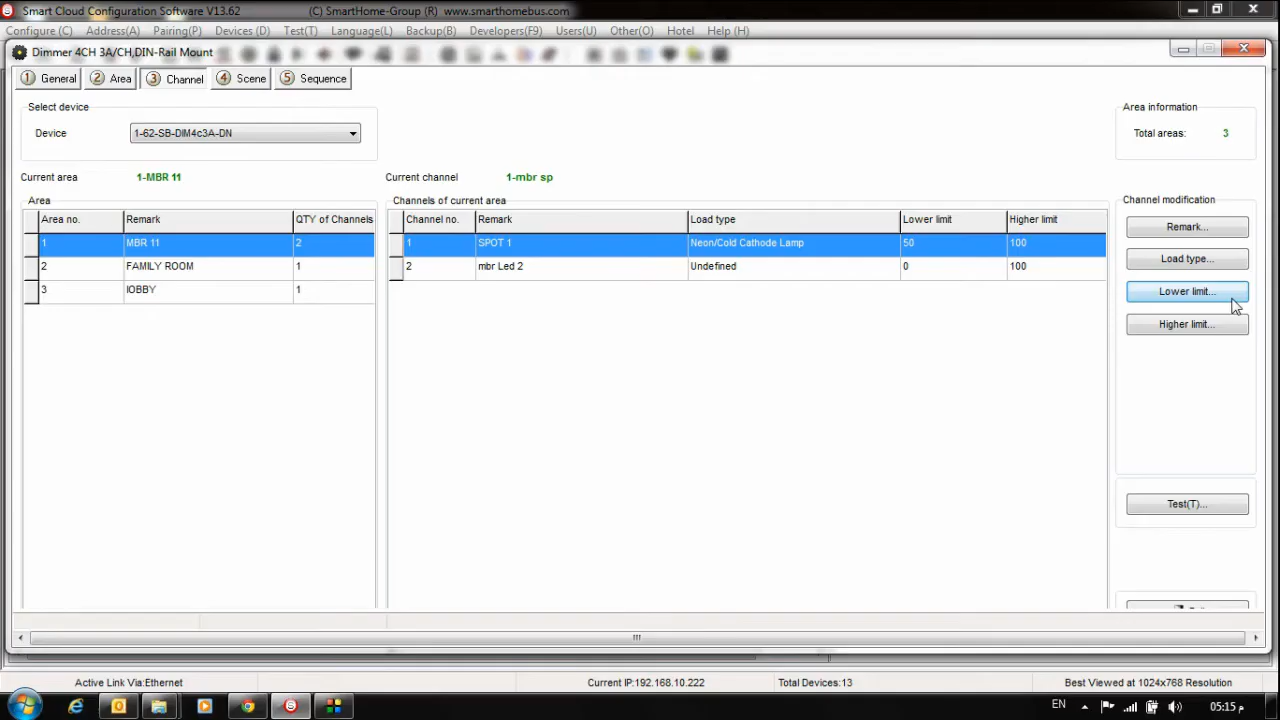 Smart Cloud Configuration Software V13.62 (C) SmartHome-Group (R) www.smarthomebus.com
Configure (C) Address(A) Pairing(P) Devices (D) Test(T) Language(L) Backup(B) Developers(F9) Users(U) Other(O) Hotel Help (H)
Dimmer 4CH 3A/CH,DIN-Rail Mount
1 General 2 Area 3 Channel 4 Scene 5 Sequence
Select device
Device 1-62-SB-DIM4c3A-DN
Area information
Total areas: 3
Current area 1-MBR 11 Current channel 1-mbr sp
Area
Area no. Remark QTY of Channels
1 MBR 11 2
2 FAMILY ROOM 1
3 lOBBY 1
Channels of current area
Channel no. Remark Load type Lower limit Higher limit
1 SPOT 1 Neon/Cold Cathode Lamp 50 100
2 mbr Led 2 Undefined 0 100
Channel modification
Remark...
Load type...
Lower limit...
Higher limit...
Test(T)...
Active Link Via:Ethernet Current IP:192.168.10.222 Total Devices:13 Best Viewed at 1024x768 Resolution
EN 05:15 م